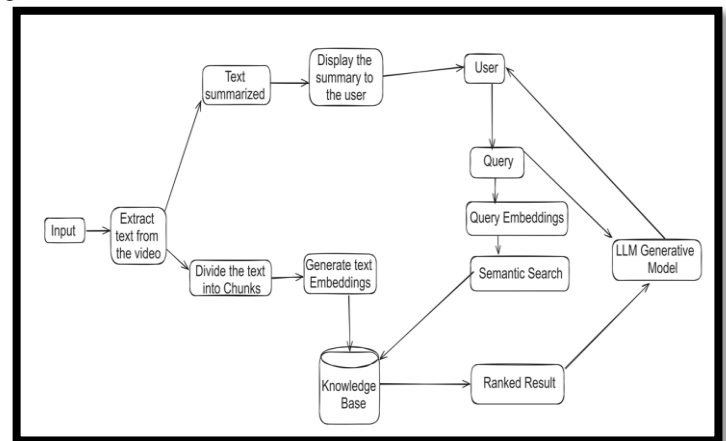 Text
summarized
Display the
summary to
the user
User
Query
Input
Extract
text from
the video
Query Embeddings
LLM Generative
Model
Divide the text
into Chunks
Generate text
Embeddings
Semantic Search
Knowledge
Base
Ranked Result